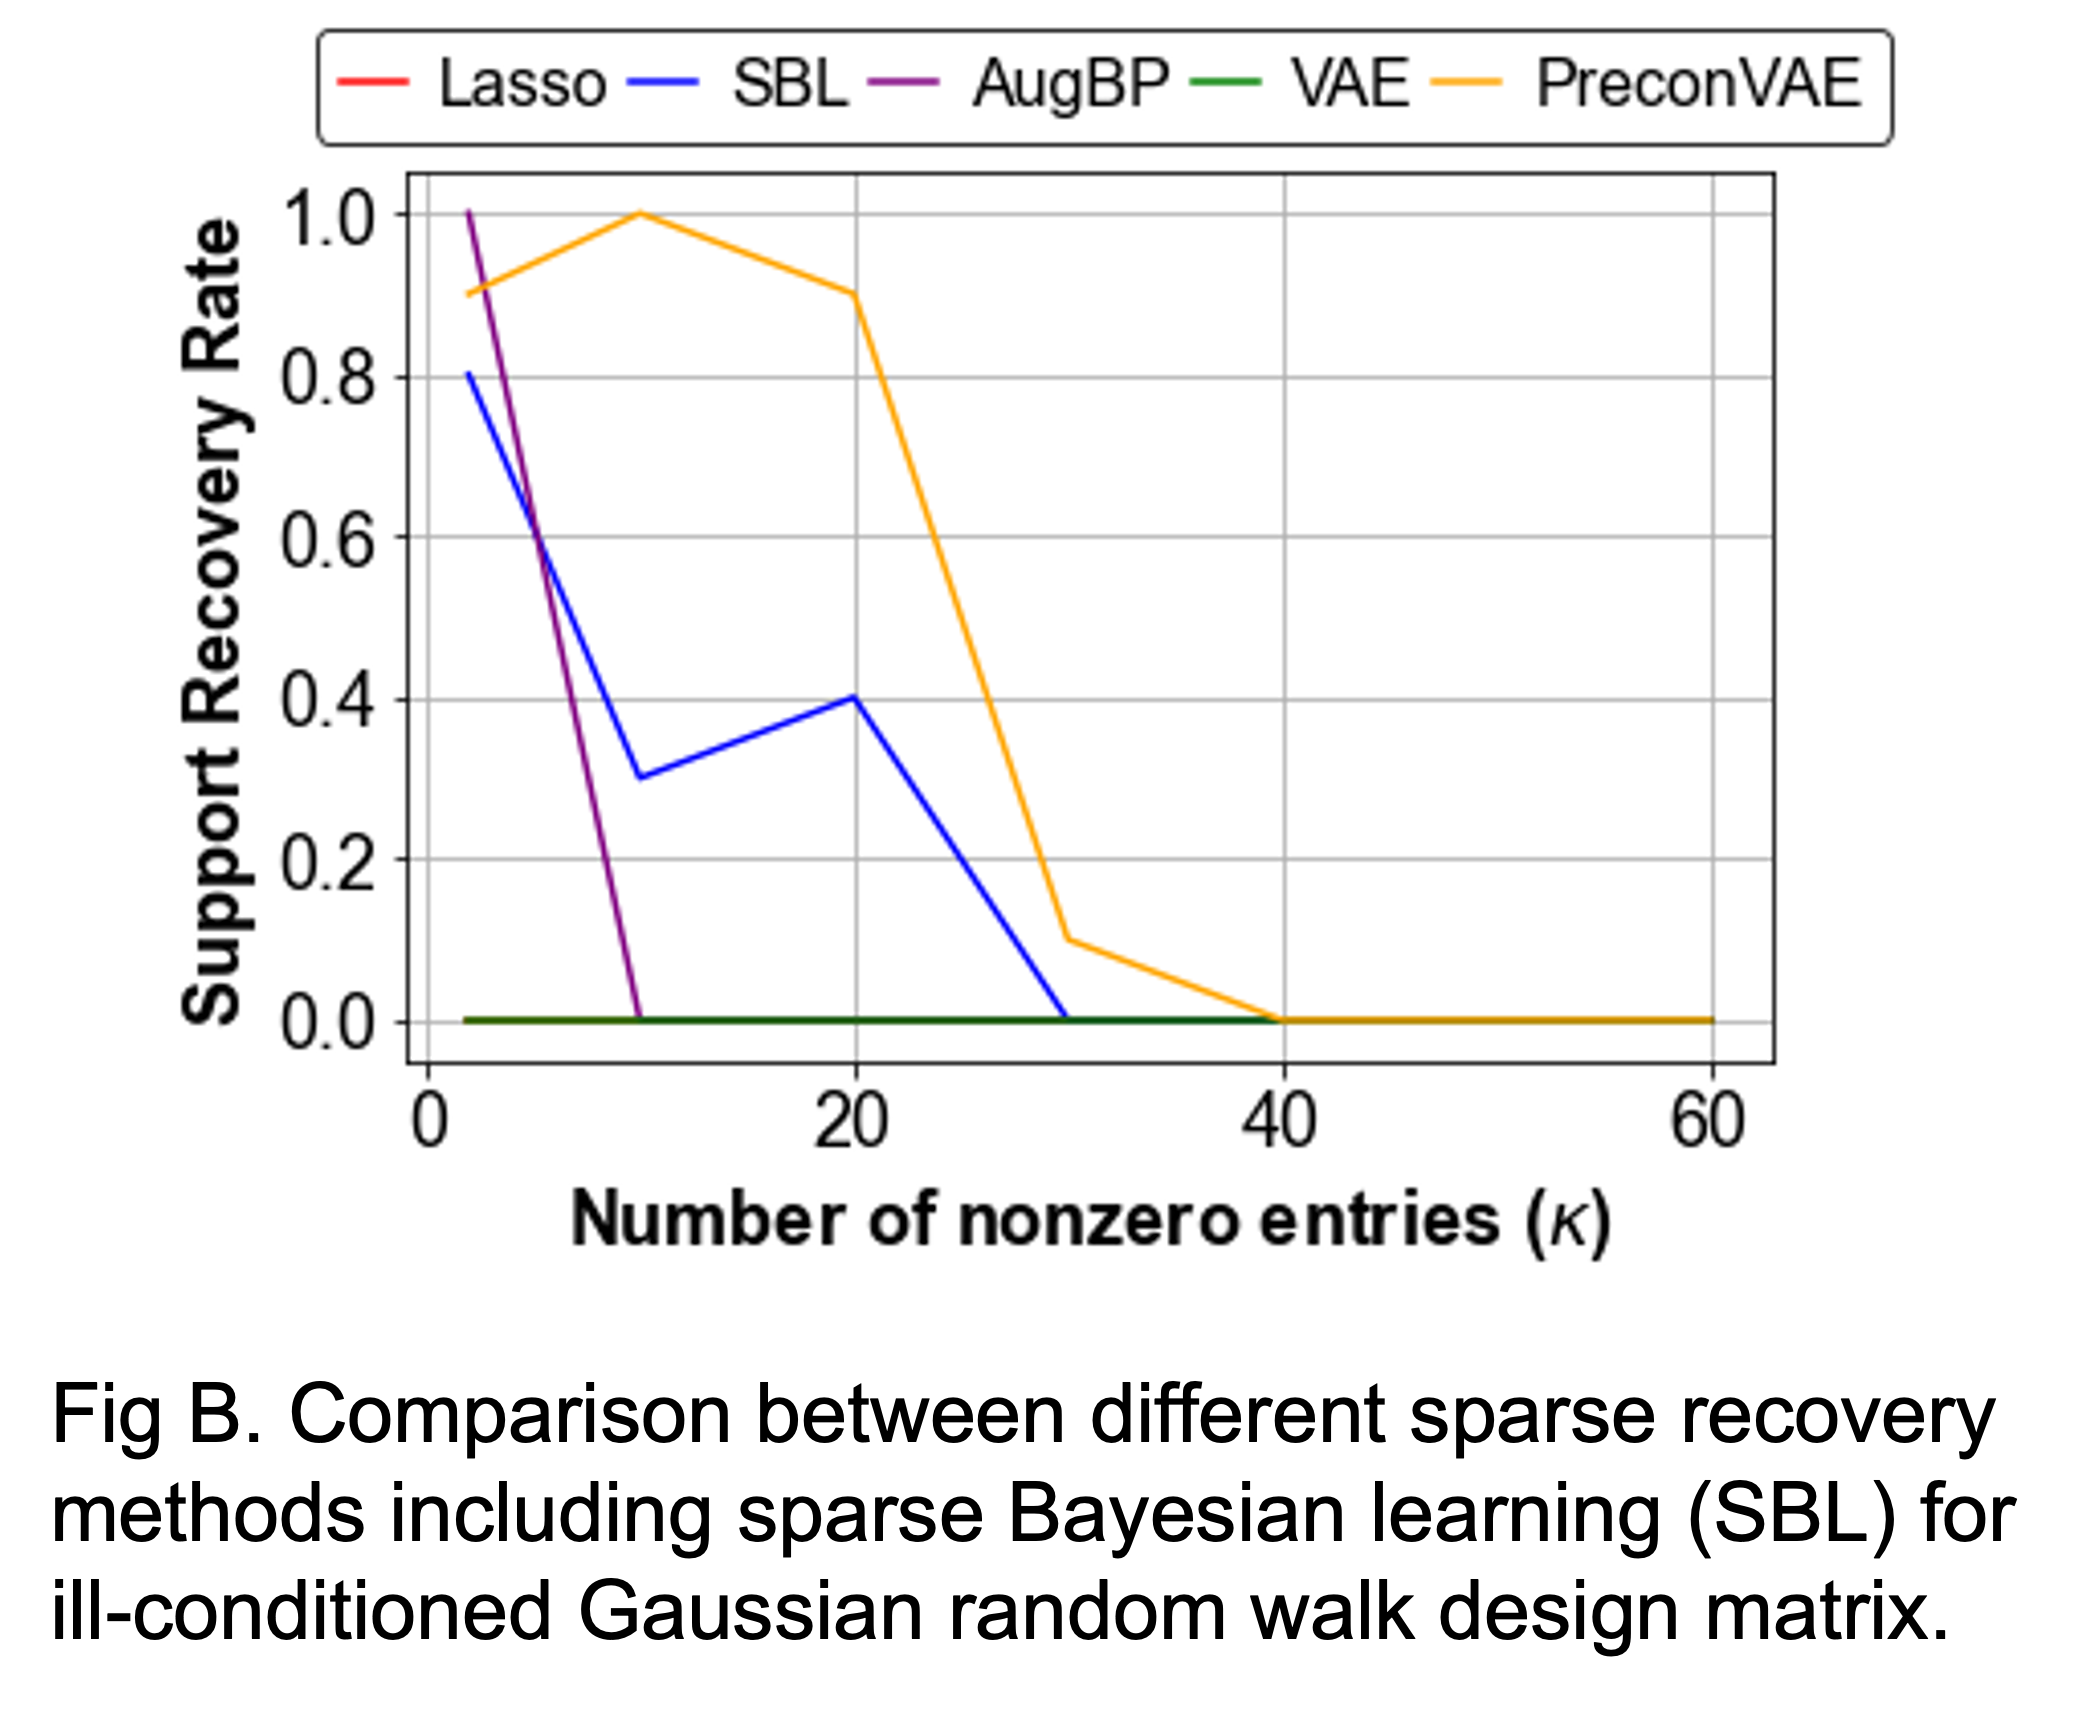 Lasso SBL AugBP VAE PreconVAE
Support Recovery Rate
1.0
0.8
0.6
0.4
0.2
0.0
0 20 40 60
Number of nonzero entries (κ)
Fig B. Comparison between different sparse recovery
methods including sparse Bayesian learning (SBL) for
ill-conditioned Gaussian random walk design matrix.